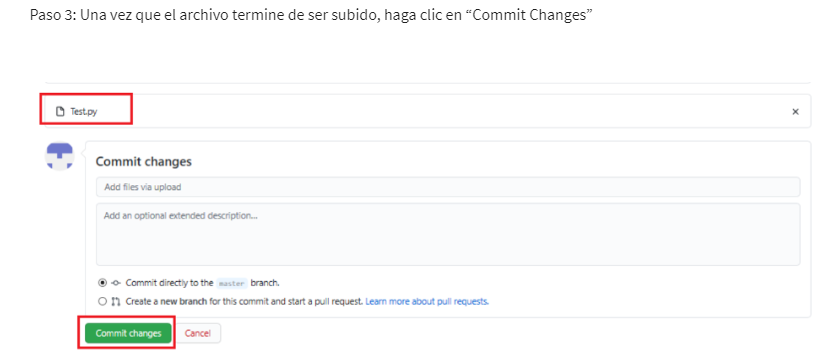 Paso 3: Una vez que el archivo termine de ser subido, haga clic en “Commit Changes”
Test.py
×
Commit changes
Add files via upload
Add an optional extended description...
Commit directly to the master branch.
Create a new branch for this commit and start a pull request. Learn more about pull requests.
Commit changes Cancel